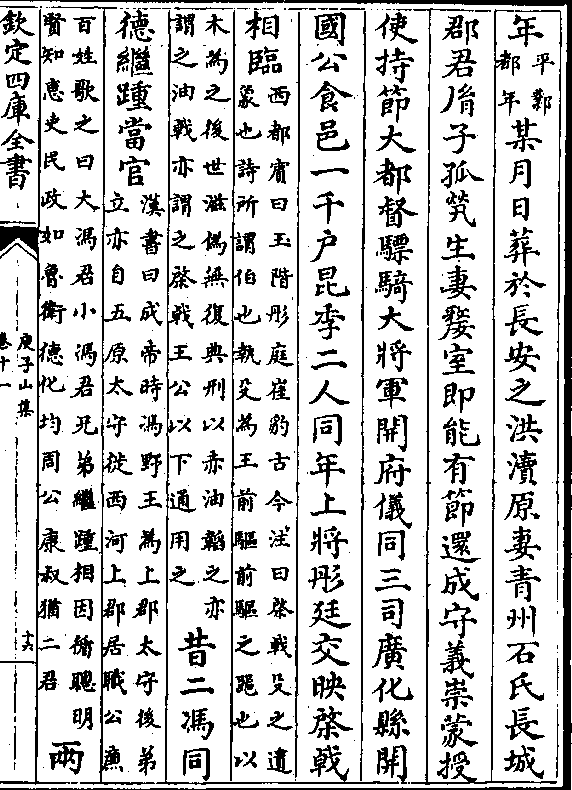 年平鄴都年某月日葬於長安之洪瀆原妻青州石氏長城
郡君脩子孤煢生妻嫠室即能有節還成守義崇蒙授
使持節大都督驃騎大將軍開府儀同三司廣化縣開
國公食邑一千户昆季二人同年上將彤廷交映棨戟
相臨西都賔曰玉階彤庭崔豹古今注曰棨戟殳之遺
象也詩所謂伯也執殳為王前驅前驅之噐也以
木為之後世滋偽無復典刑以赤油韜之亦
謂之油戟亦謂之棨戟王公以下通用之昔二馮同
德繼踵當官漢書曰成帝時馮野王為上郡太守後弟
立亦自五原太守徙西河上郡居職公廉
百姓歌之曰大馮君小馮君兄弟繼踵相因循聰明
賢知惠吏民政如魯衛德化均周公康叔猶二君兩
欽定四庫全書
庾子山集
卷十一
十六